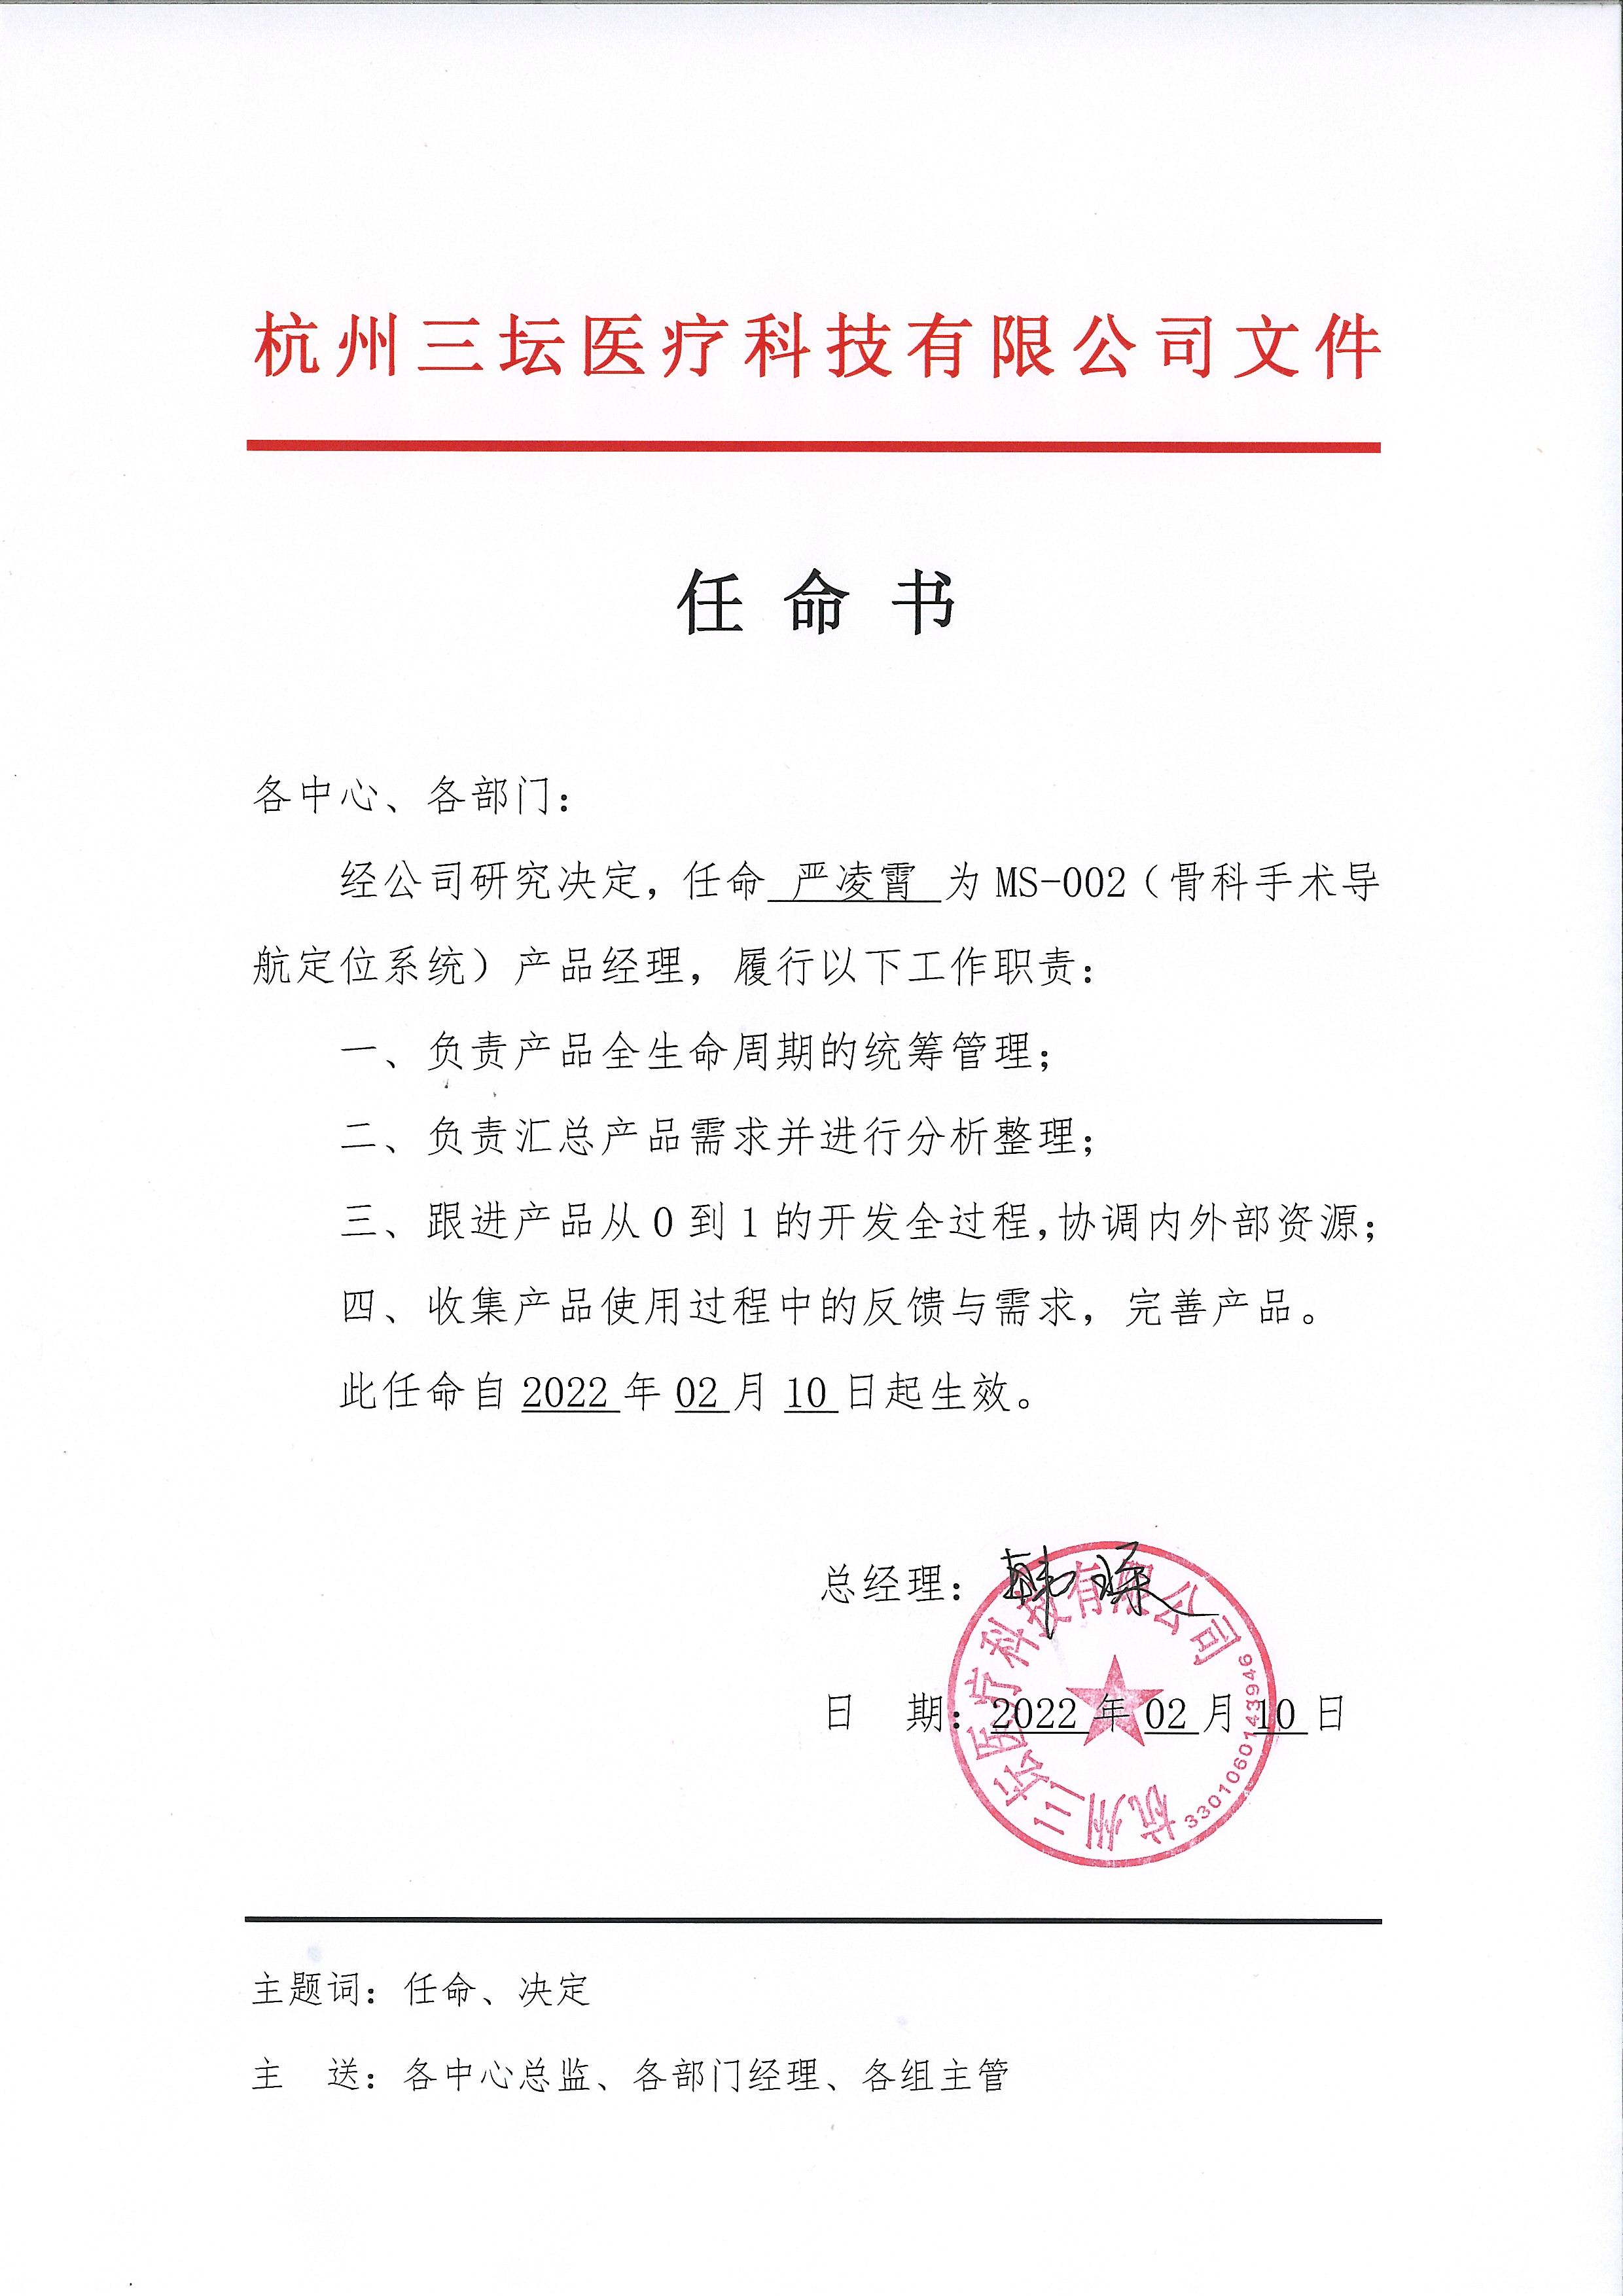 杭州三坛医疗科技有限公司文件
任命书
各中心、各部门：
经公司研究决定，任命 严凌霄 为 MS-002（骨科手术导
航定位系统）产品经理，履行以下工作职责：
一、负责产品全生命周期的统筹管理；
二、负责汇总产品需求并进行分析整理；
三、跟进产品从 0 到 1 的开发全过程,协调内外部资源；
四、收集产品使用过程中的反馈与需求，完善产品。
此任命自 2022 年 02 月 10 日起生效。
总经理：
日 期：2022 年 02 月 10 日
杭州三坛医疗科技有限公司
3301060143946
主题词：任命、决定
主 送：各中心总监、各部门经理、各组主管